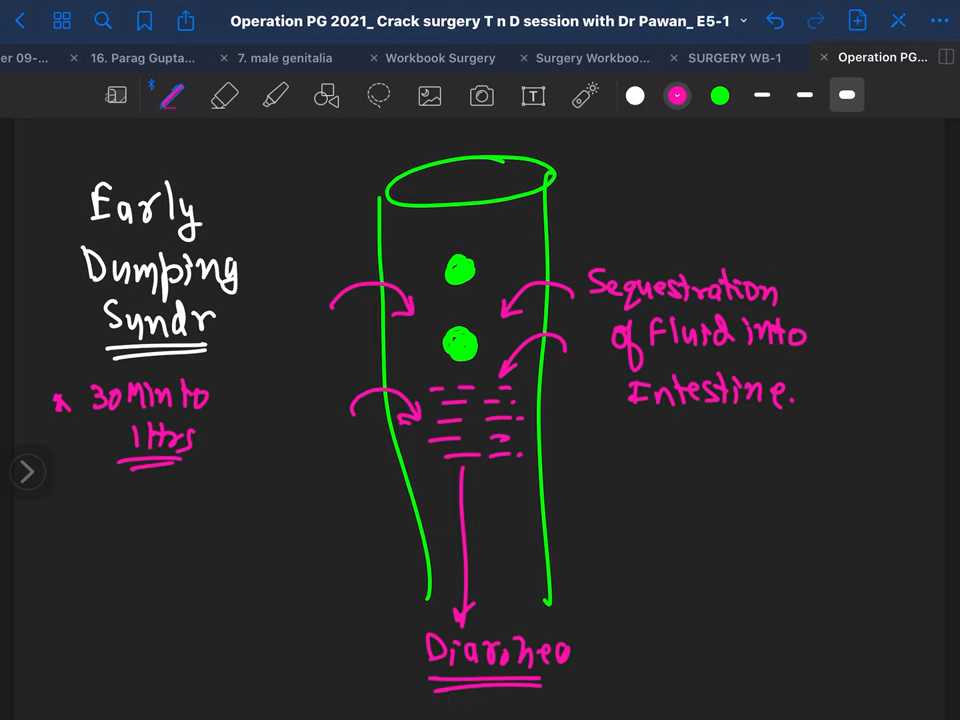 Operation PG 2021_ Crack surgery T n D session with Dr Pawan_ E5-1
er 09-...
16. Parag Gupta...
7. male genitalia
Workbook Surgery
Surgery Workboo...
SURGERY WB-1
Operation PG...
Early
Dumping
Syndr
30 Min to
1 Hrs
Sequestration
of Fluid into
Intestine.
Diarrhea